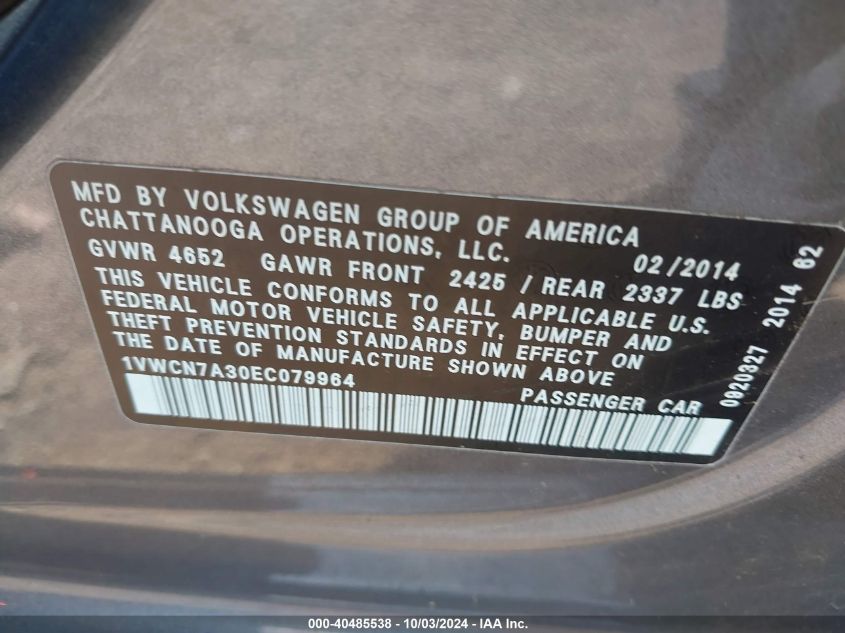 MFD BY VOLKSWAGEN GROUP OF AMERICA
CHATTANOOGA OPERATIONS, LLC. 02/2014
GVWR 4652 GAWR FRONT 2425 / REAR 2337 LBS
THIS VEHICLE CONFORMS TO ALL APPLICABLE U.S.
FEDERAL MOTOR VEHICLE SAFETY, BUMPER AND
THEFT PREVENTION STANDARDS IN EFFECT ON
THE DATE OF MANUFACTURE SHOWN ABOVE
1VWCN7A30EC079964 PASSENGER CAR
0920327 2014 62
000-40485538 - 10/03/2024 - IAA Inc.